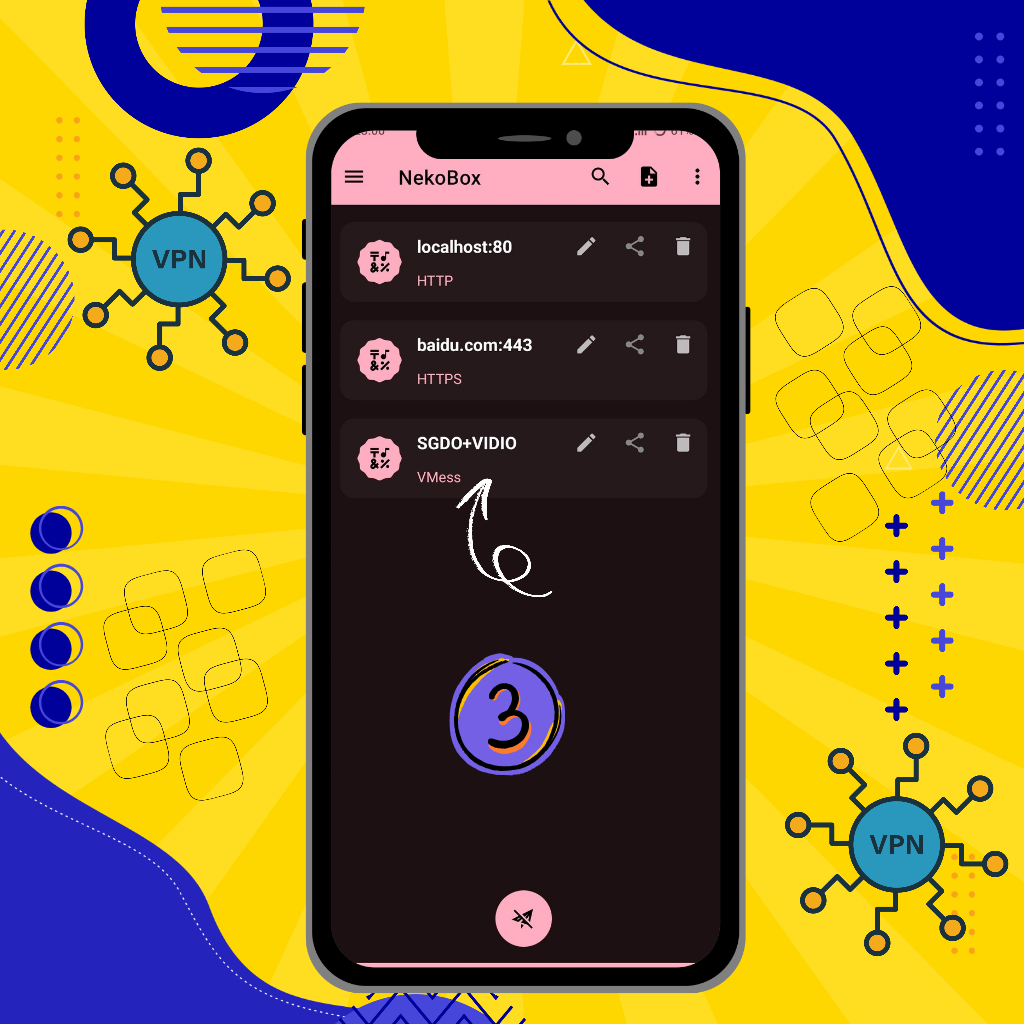 VPN
NekoBox
localhost:80
HTTP
baidu.com:443
HTTPS
SGDO+VIDIO
VMess
3
VPN